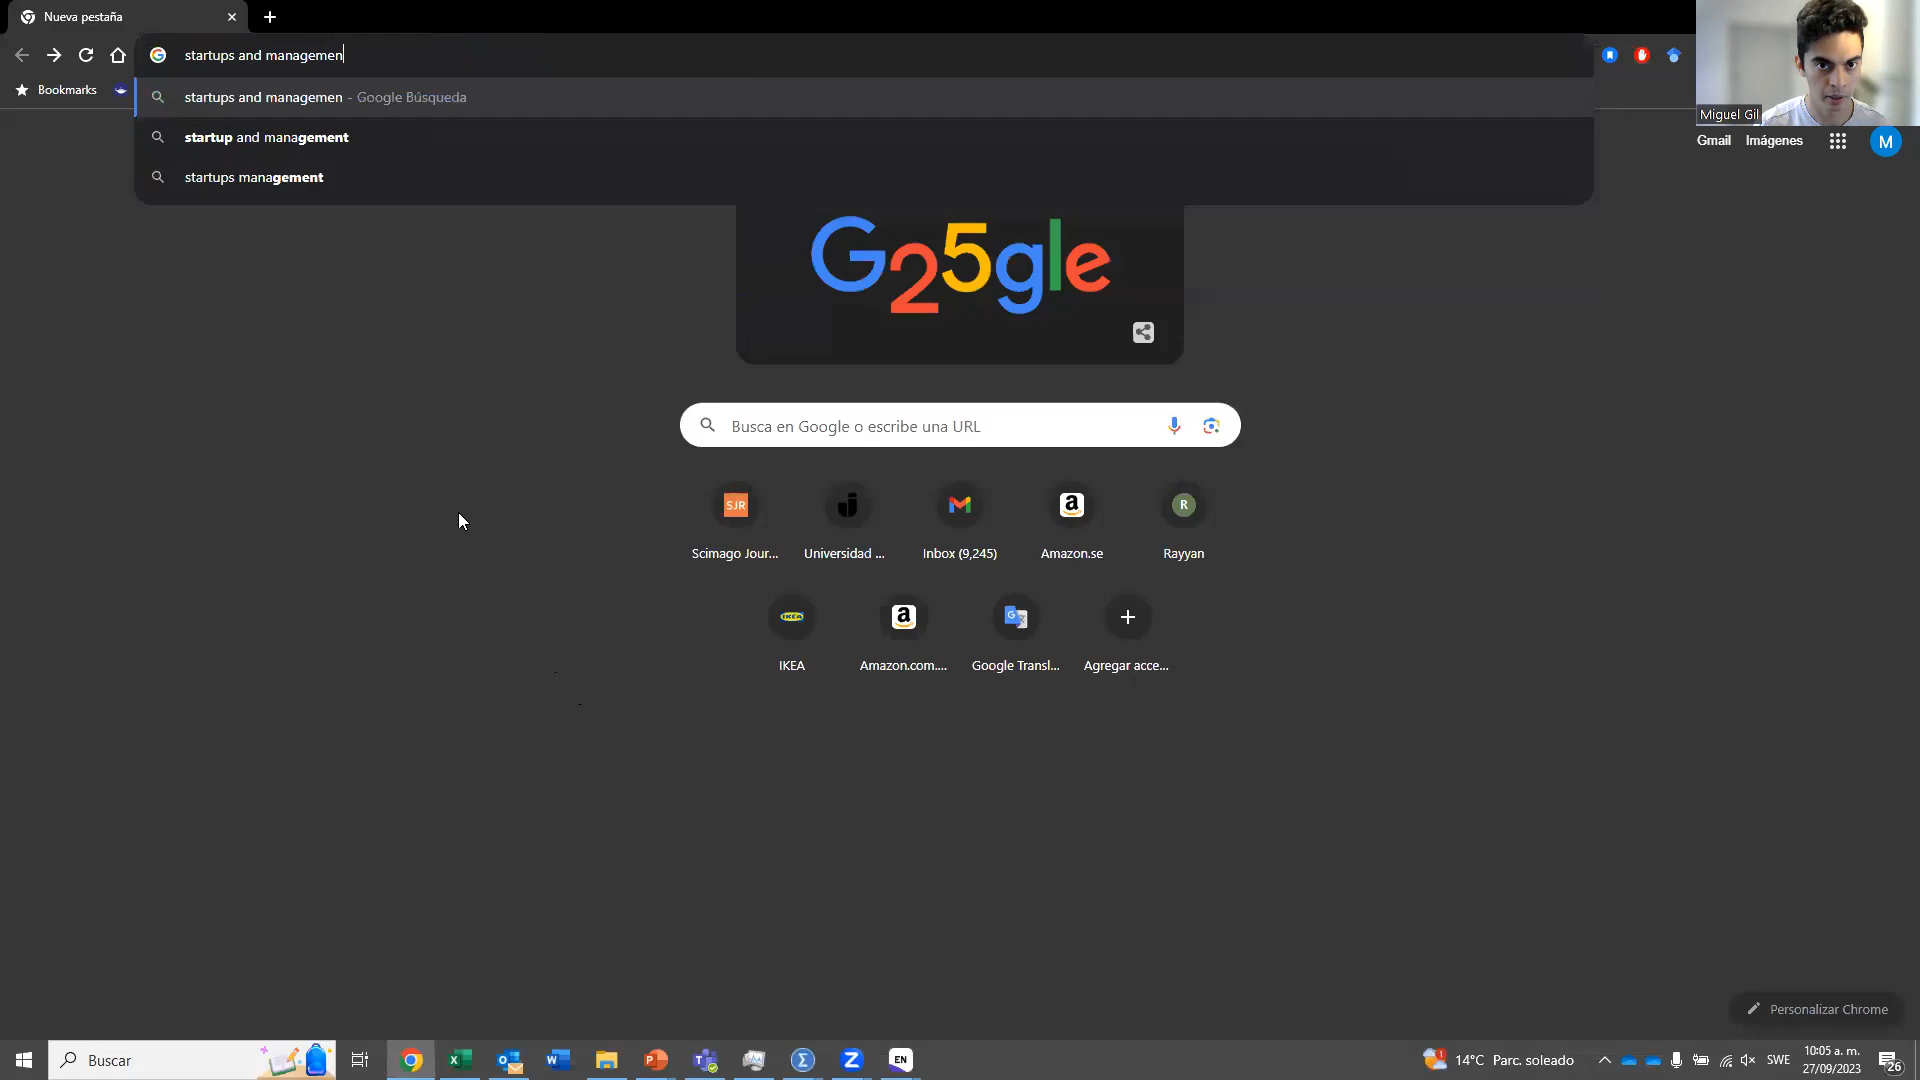 Nueva pestaña
startups and managemen
Bookmarks
startups and managemen - Google Búsqueda
startup and management
startups management
Miguel Gil
Gmail Imágenes
M
G25gle
Busca en Google o escribe una URL
SJR
R
Scimago Jour... Universidad ... Inbox (9,245) Amazon.se Rayyan
IKEA
IKEA Amazon.com.... Google Transl... Agregar acce...
Personalizar Chrome
Buscar
EN
1
14°C Parc. soleado
SWE
10:05 a. m.
27/09/2023
26